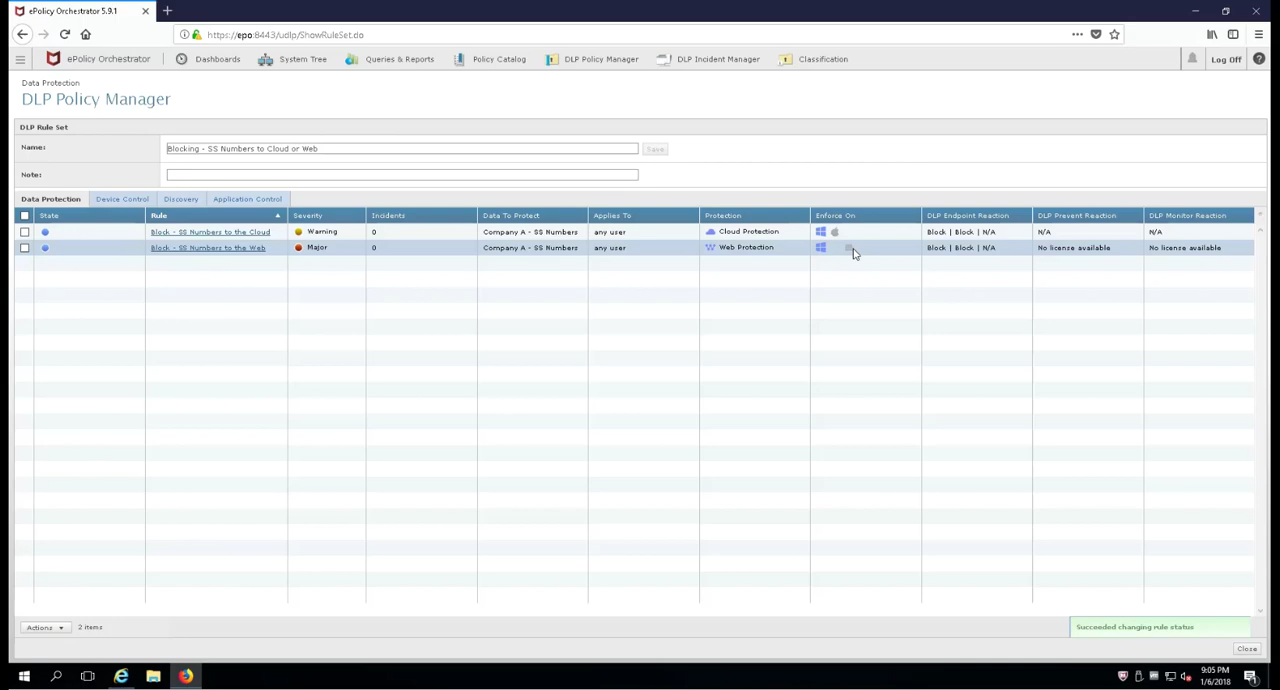 ePolicy Orchestrator 5.9.1
https://epo:8443/udlp/ShowRuleSet.do
ePolicy Orchestrator Dashboards System Tree Queries & Reports Policy Catalog DLP Policy Manager DLP Incident Manager Classification Log Off
Data Protection
DLP Policy Manager
DLP Rule Set
Name: Blocking - SS Numbers to Cloud or Web Save
Note:
Data Protection Device Control Discovery Application Control
State Rule Severity Incidents Data To Protect Applies To Protection Enforce On DLP Endpoint Reaction DLP Prevent Reaction DLP Monitor Reaction
Block - SS Numbers to the Cloud Warning 0 Company A - SS Numbers any user Cloud Protection Block | Block | N/A N/A N/A
Block - SS Numbers to the Web Major 0 Company A - SS Numbers any user Web Protection Block | Block | N/A No license available No license available
Actions 2 items Succeeded changing rule status
Close
9:05 PM
1/6/2018